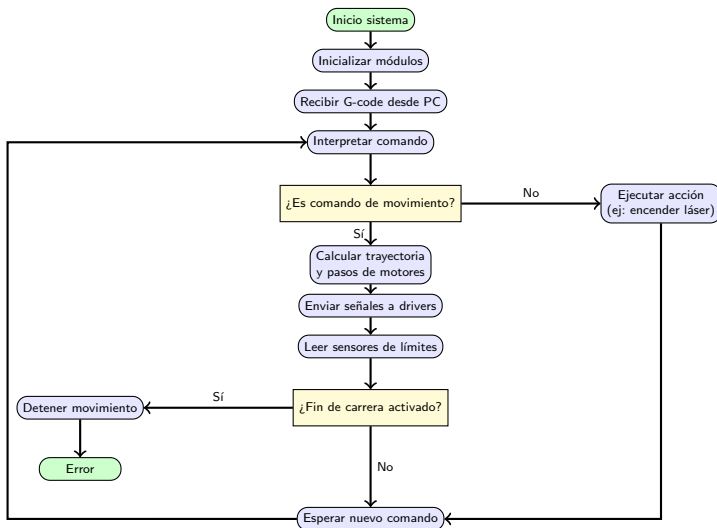 Inicio sistema
Inicializar módulos
Recibir G-code desde PC
Interpretar comando
¿Es comando de movimiento?
No
Ejecutar acción
(ej: encender láser)
Sí
Calcular trayectoria
y pasos de motores
Enviar señales a drivers
Leer sensores de límites
¿Fin de carrera activado?
Sí
Detener movimiento
Error
No
Esperar nuevo comando